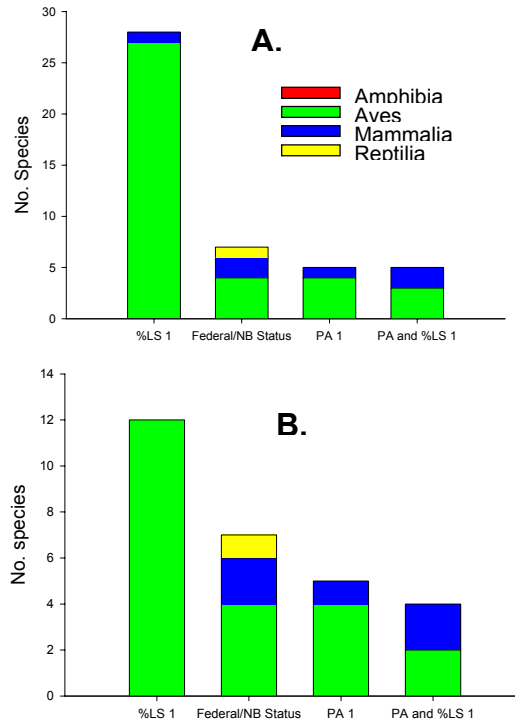 30
A.
Amphibia
Aves
25
Mammalia
Reptilia
20
No. Species
15
10
5
0
%LS 1 Federal/NB Status PA 1 PA and %LS 1
14
B.
12
10
No. species
8
6
4
2
0
%LS 1 Federal/NB Status PA 1 PA and %LS 1